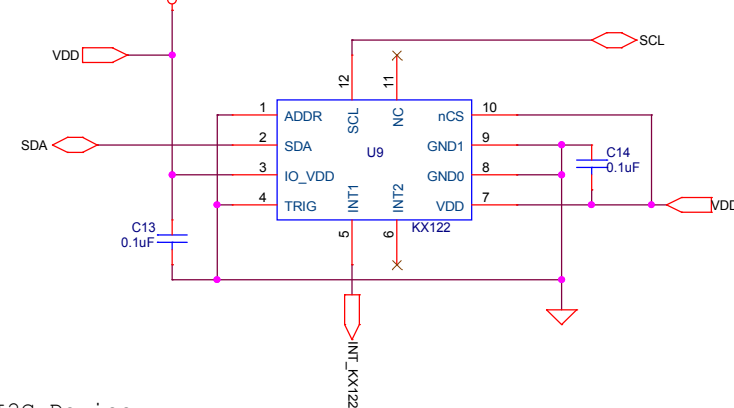 SCL
VDD
12
11
1
ADDR
SCL
NC
nCS
10
SDA
2
SDA
U9
GND1
9
C14
0.1uF
3
IO_VDD
GND0
8
4
TRIG
INT1
INT2
VDD
7
VDD
C13
0.1uF
5
6
KX122
INT_KX122